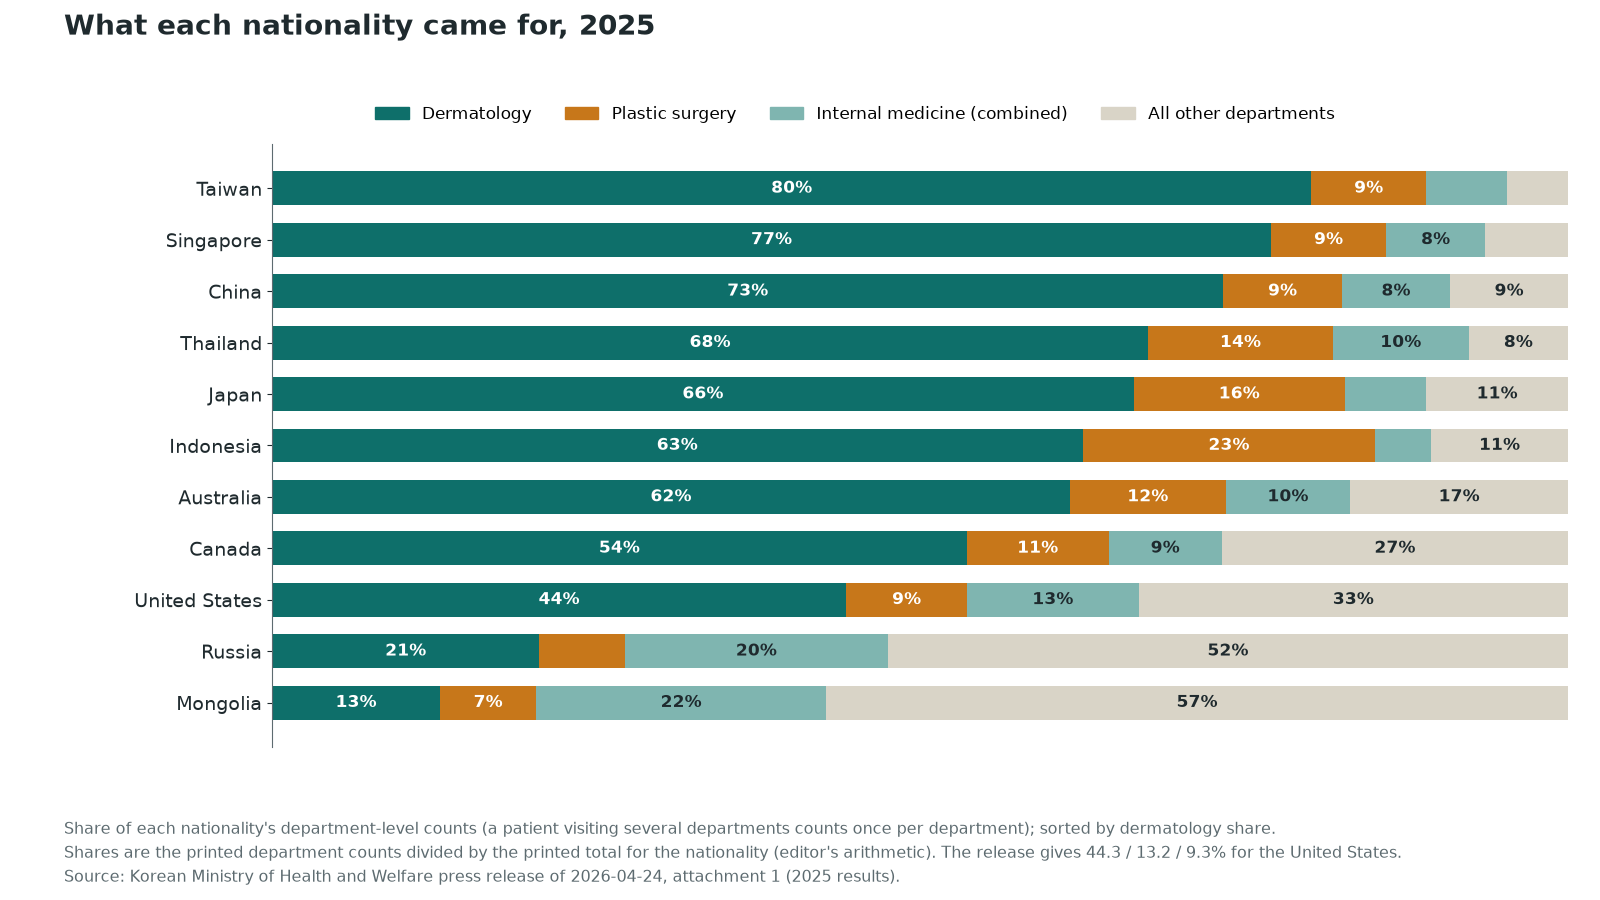 What each nationality came for, 2025
Dermatology Plastic surgery Internal medicine (combined) All other departments
Taiwan 80% 9%
Singapore 77% 9% 8%
China 73% 9% 8% 9%
Thailand 68% 14% 10% 8%
Japan 66% 16% 11%
Indonesia 63% 23% 11%
Australia 62% 12% 10% 17%
Canada 54% 11% 9% 27%
United States 44% 9% 13% 33%
Russia 21% 20% 52%
Mongolia 13% 7% 22% 57%
Share of each nationality's department-level counts (a patient visiting several departments counts once per department); sorted by dermatology share.
Shares are the printed department counts divided by the printed total for the nationality (editor's arithmetic). The release gives 44.3 / 13.2 / 9.3% for the United States.
Source: Korean Ministry of Health and Welfare press release of 2026-04-24, attachment 1 (2025 results).